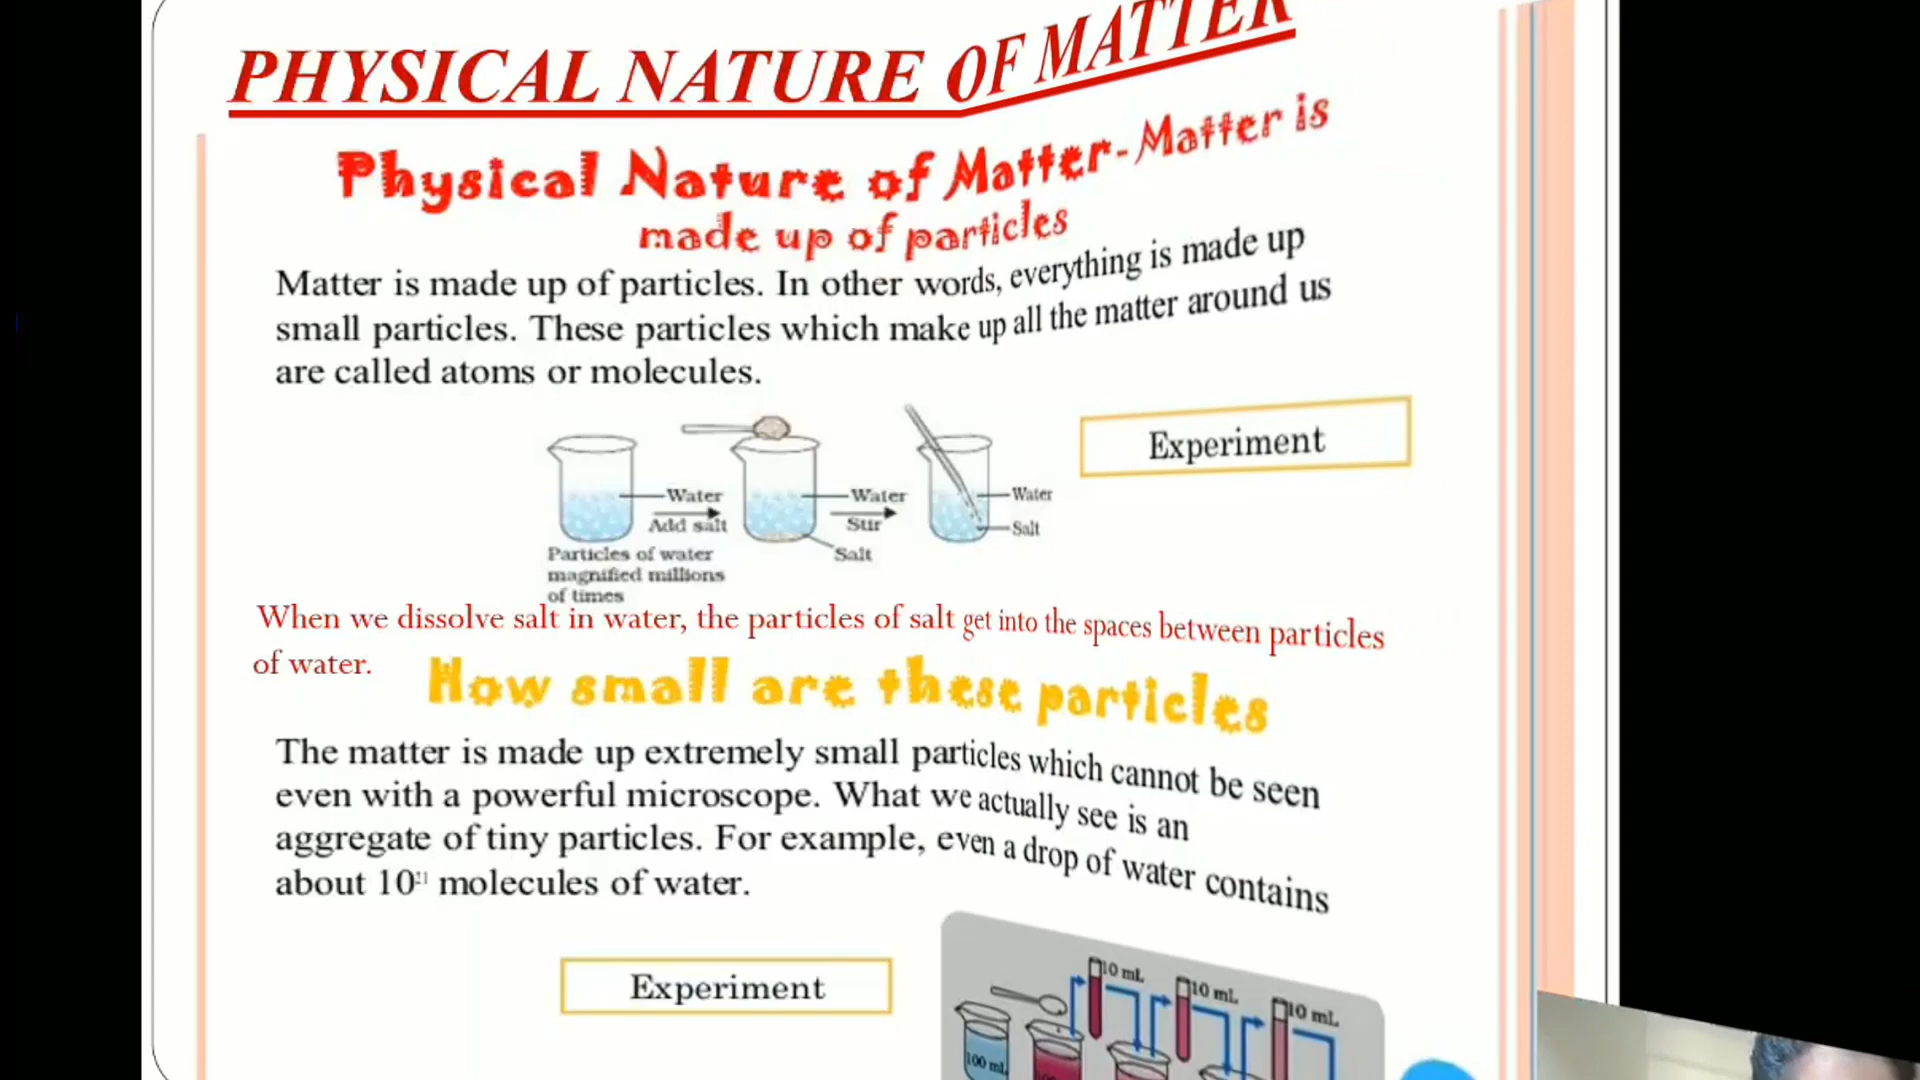 PHYSICAL NATURE OF MATTER
Physical Nature of Matter-Matter is
made up of particles
Matter is made up of particles. In other words, everything is made up
small particles. These particles which make up all the matter around us
are called atoms or molecules.
Experiment
Water
Add salt
Particles of water
magnified millions
of times
Water
Stir
Salt
Water
Salt
When we dissolve salt in water, the particles of salt get into the spaces between particles
of water.
How small are these particles
The matter is made up extremely small particles which cannot be seen
even with a powerful microscope. What we actually see is an
aggregate of tiny particles. For example, even a drop of water contains
about 10²¹ molecules of water.
Experiment
10 mL
10 mL
10 mL
100 mL